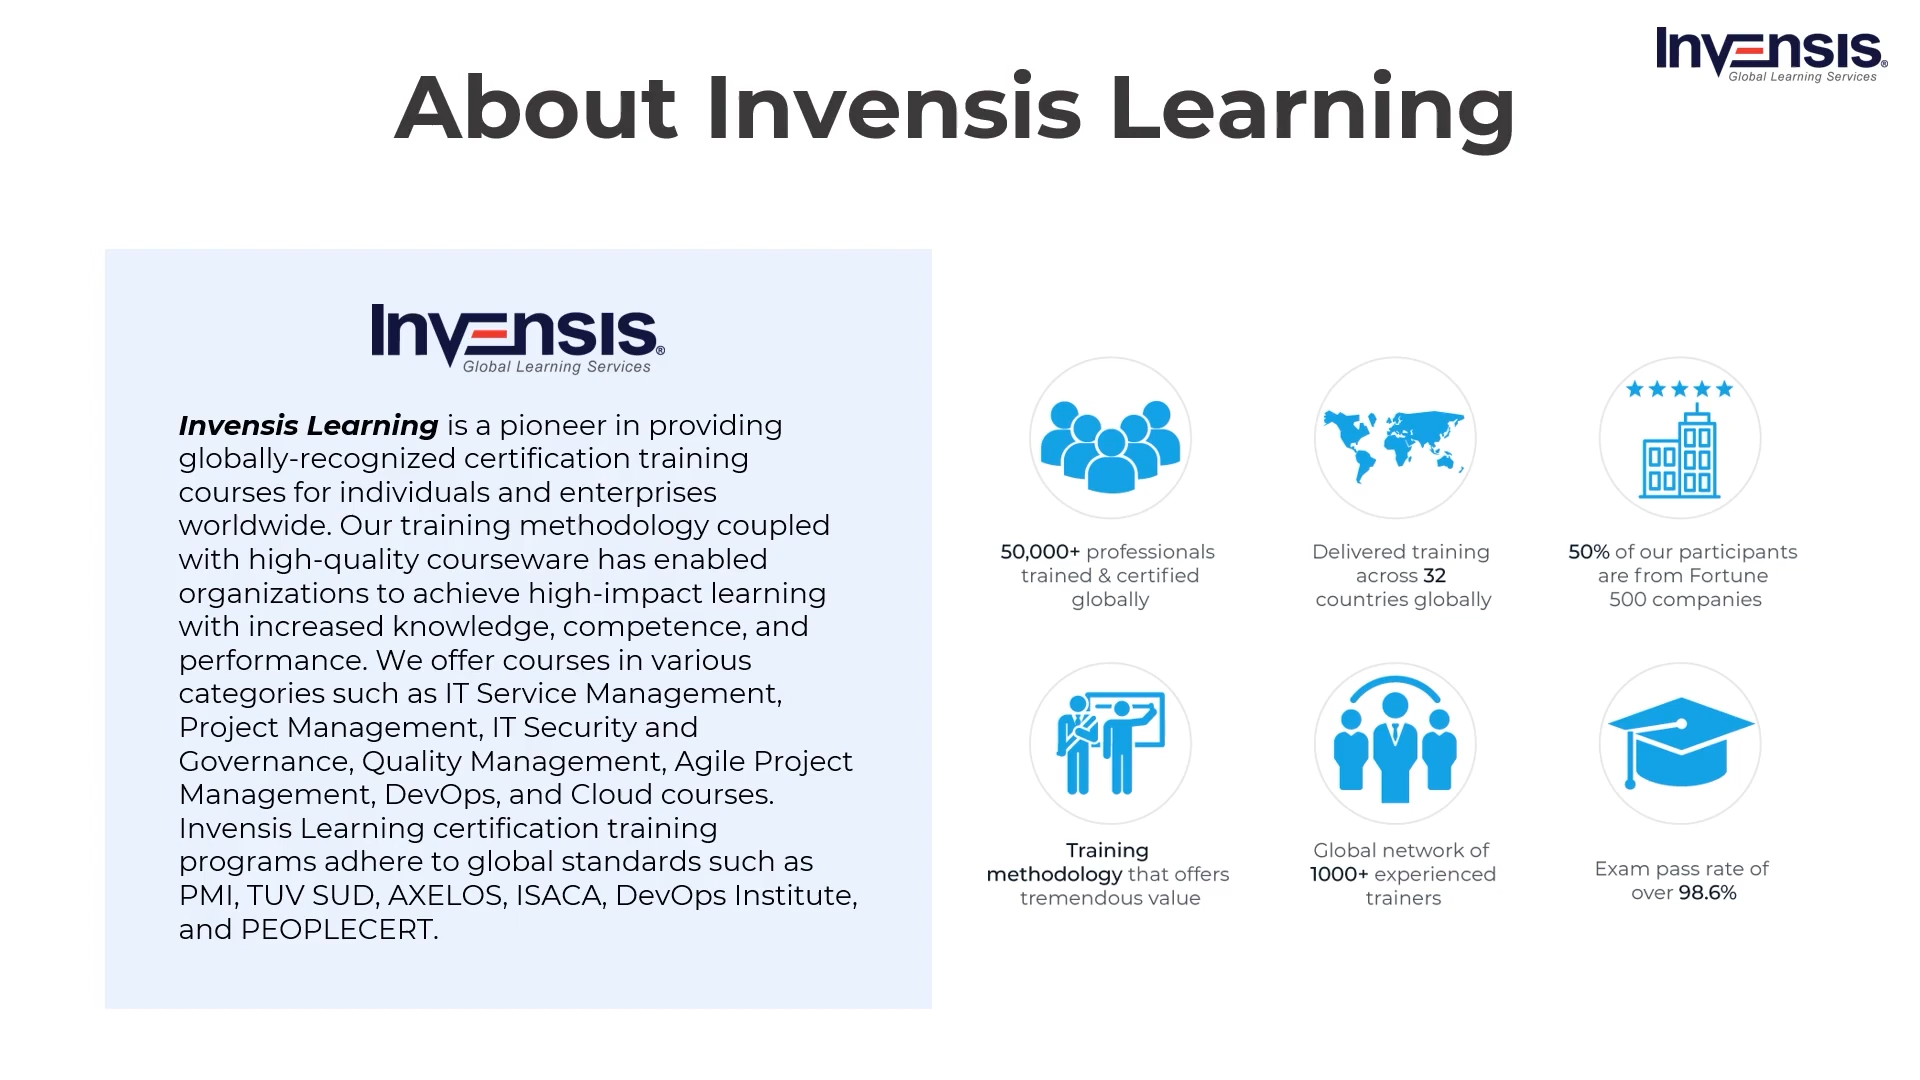 Invensis®
Global Learning Services
About Invensis Learning
Invensis®
Global Learning Services
Invensis Learning is a pioneer in providing
globally-recognized certification training
courses for individuals and enterprises
worldwide. Our training methodology coupled
with high-quality courseware has enabled
organizations to achieve high-impact learning
with increased knowledge, competence, and
performance. We offer courses in various
categories such as IT Service Management,
Project Management, IT Security and
Governance, Quality Management, Agile Project
Management, DevOps, and Cloud courses.
Invensis Learning certification training
programs adhere to global standards such as
PMI, TUV SUD, AXELOS, ISACA, DevOps Institute,
and PEOPLECERT.
50,000+ professionals
trained & certified
globally
Delivered training
across 32
countries globally
50% of our participants
are from Fortune
500 companies
Training
methodology that offers
tremendous value
Global network of
1000+ experienced
trainers
Exam pass rate of
over 98.6%